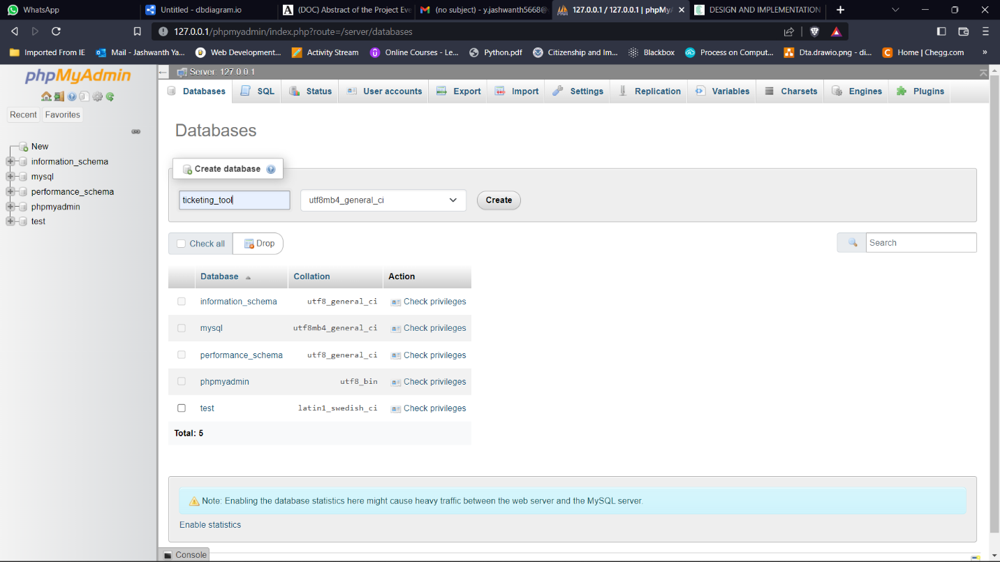 WhatsApp
Untitled - dbdiagram.io
(DOC) Abstract of the Project Eve
(no subject) - y.jashwanth5668@
127.0.0.1 / 127.0.0.1 | phpMyA
DESIGN AND IMPLEMENTATION
127.0.0.1/phpmyadmin/index.php?route=/server/databases
Imported From IE
Mail - Jashwanth Ya...
Web Development...
Activity Stream
Online Courses - Le...
Python.pdf
Citizenship and Im...
Blackbox
Process on Comput...
Dta.drawio.png - di...
Home | Chegg.com
»
phpMyAdmin
Recent
Favorites
New
information_schema
mysql
performance_schema
phpmyadmin
test
Server: 127.0.0.1
Databases
SQL
Status
User accounts
Export
Import
Settings
Replication
Variables
Charsets
Engines
Plugins
Databases
Create database
ticketing_tool
utf8mb4_general_ci
Create
Check all
Drop
Search
Database
Collation
Action
information_schema utf8_general_ci Check privileges
mysql utf8mb4_general_ci Check privileges
performance_schema utf8_general_ci Check privileges
phpmyadmin utf8_bin Check privileges
test latin1_swedish_ci Check privileges
Total: 5
Note: Enabling the database statistics here might cause heavy traffic between the web server and the MySQL server.
Enable statistics
Console